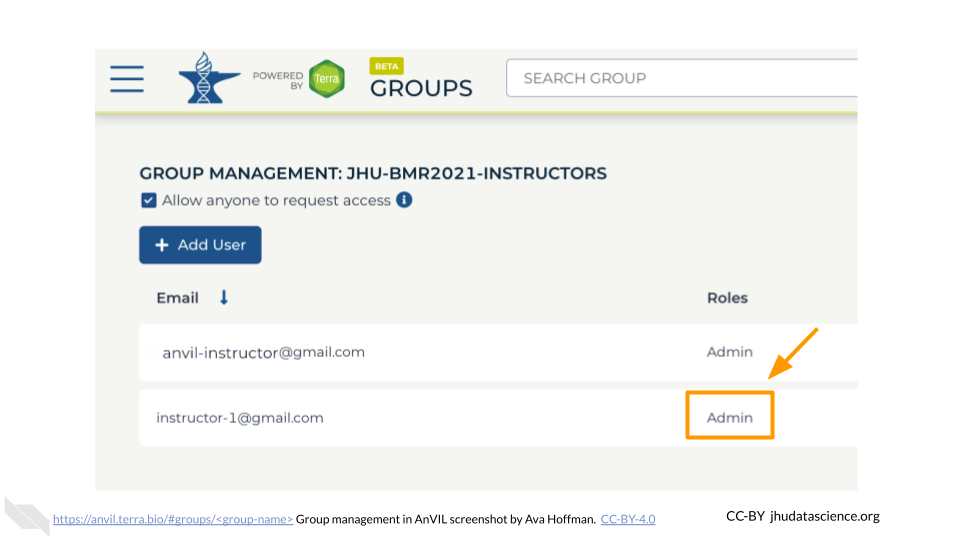 POWERED BY
Terra
BETA
GROUPS
SEARCH GROUP
GROUP MANAGEMENT: JHU-BMR2021-INSTRUCTORS
Allow anyone to request access
+ Add User
Email ↓ Roles
anvil-instructor@gmail.com Admin
instructor-1@gmail.com Admin
https://anvil.terra.bio/#groups/<group-name> Group management in AnVIL screenshot by Ava Hoffman. CC-BY-4.0
CC-BY jhudatascience.org